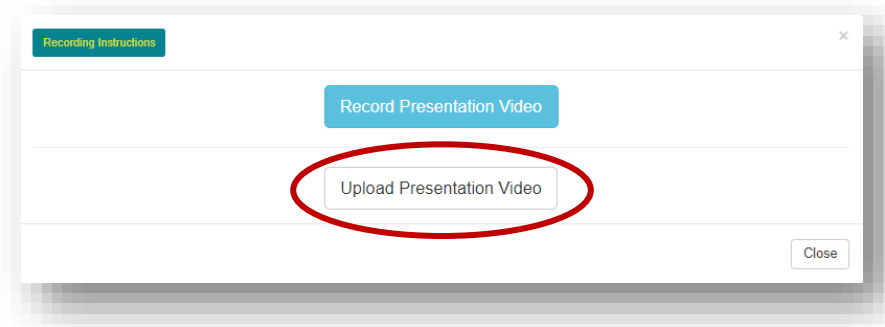 Recording Instructions
×
Record Presentation Video
Upload Presentation Video
Close